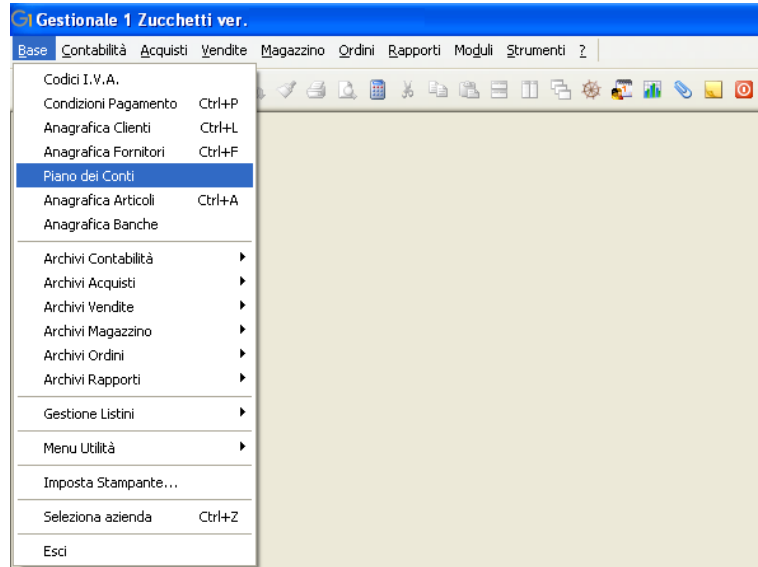 G1 Gestionale 1 Zucchetti ver.
Base Contabilità Acquisti Vendite Magazzino Ordini Rapporti Moduli Strumenti ?
Codici I.V.A.
Condizioni Pagamento Ctrl+P
Anagrafica Clienti Ctrl+L
Anagrafica Fornitori Ctrl+F
Piano dei Conti
Anagrafica Articoli Ctrl+A
Anagrafica Banche
Archivi Contabilità
Archivi Acquisti
Archivi Vendite
Archivi Magazzino
Archivi Ordini
Archivi Rapporti
Gestione Listini
Menu Utilità
Imposta Stampante...
Seleziona azienda Ctrl+Z
Esci